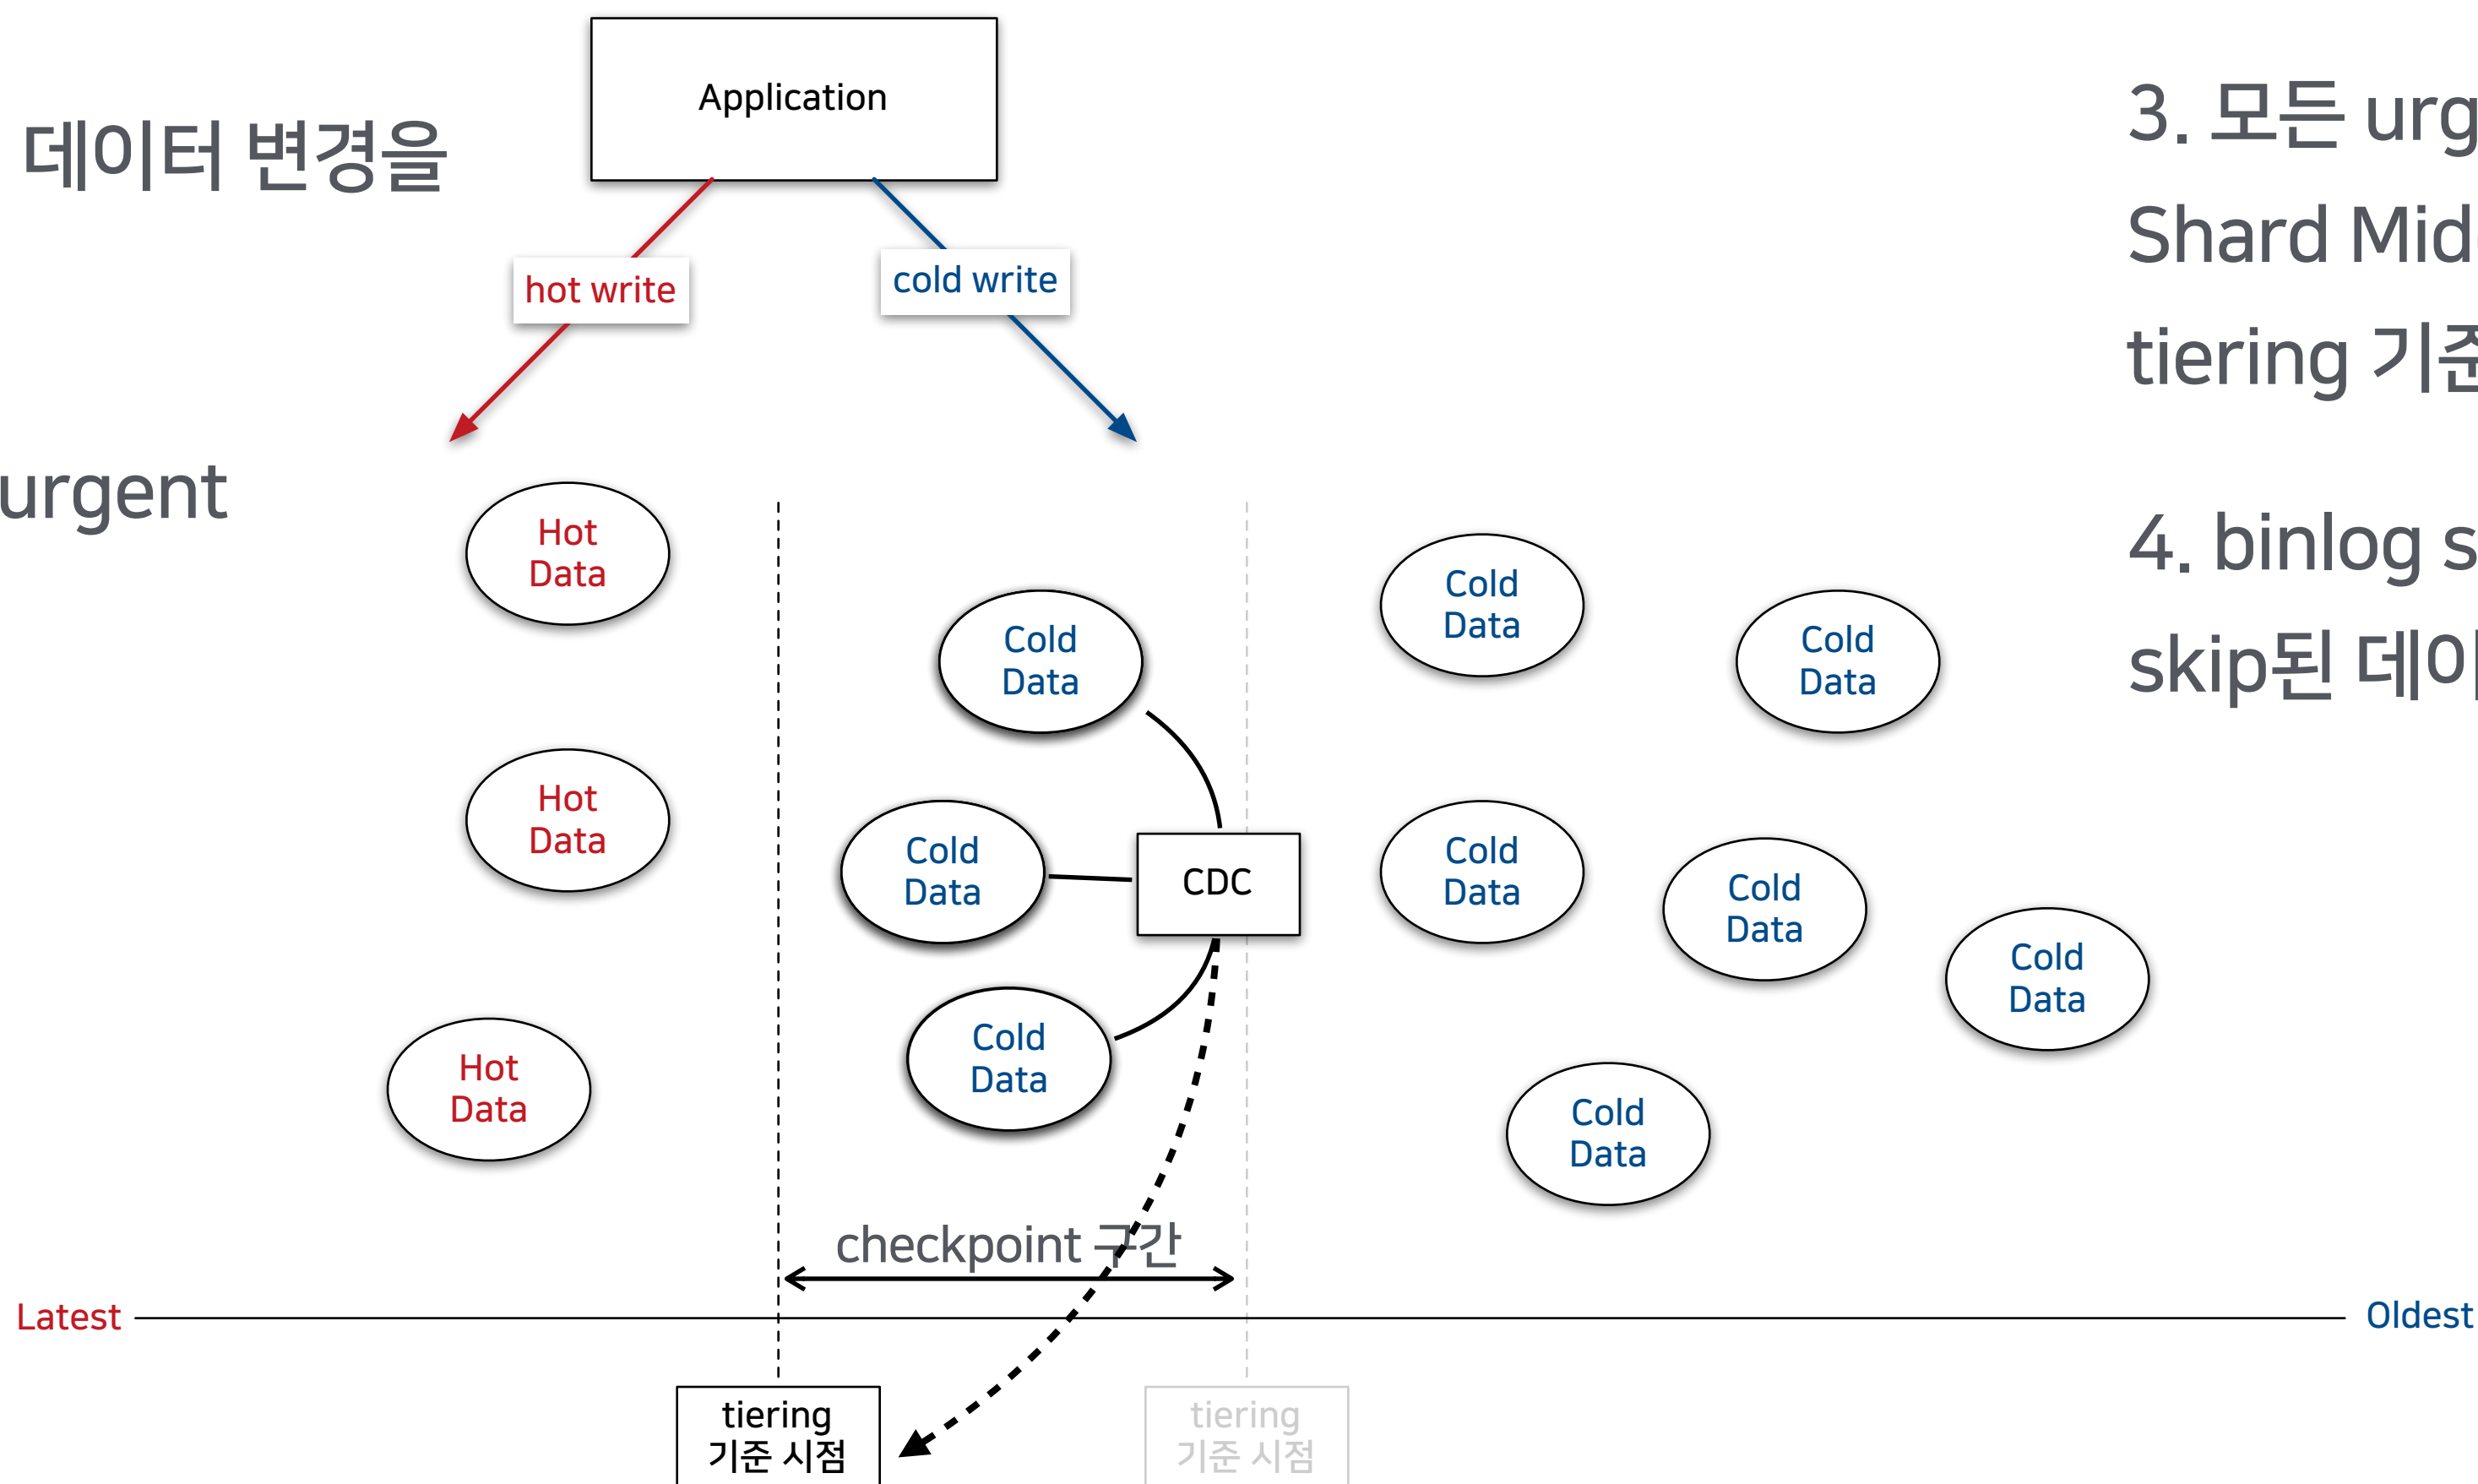 Application
데이터 변경을
hot write
cold write
urgent
3. 모든 urg
Shard Mid
tiering 기준
4. binlog s
skip된 데이
Hot
Data
Hot
Data
Hot
Data
Cold
Data
Cold
Data
Cold
Data
CDC
Cold
Data
Cold
Data
Cold
Data
Cold
Data
Cold
Data
Cold
Data
checkpoint 구간
Latest
Oldest
tiering
기준 시점
tiering
기준 시점